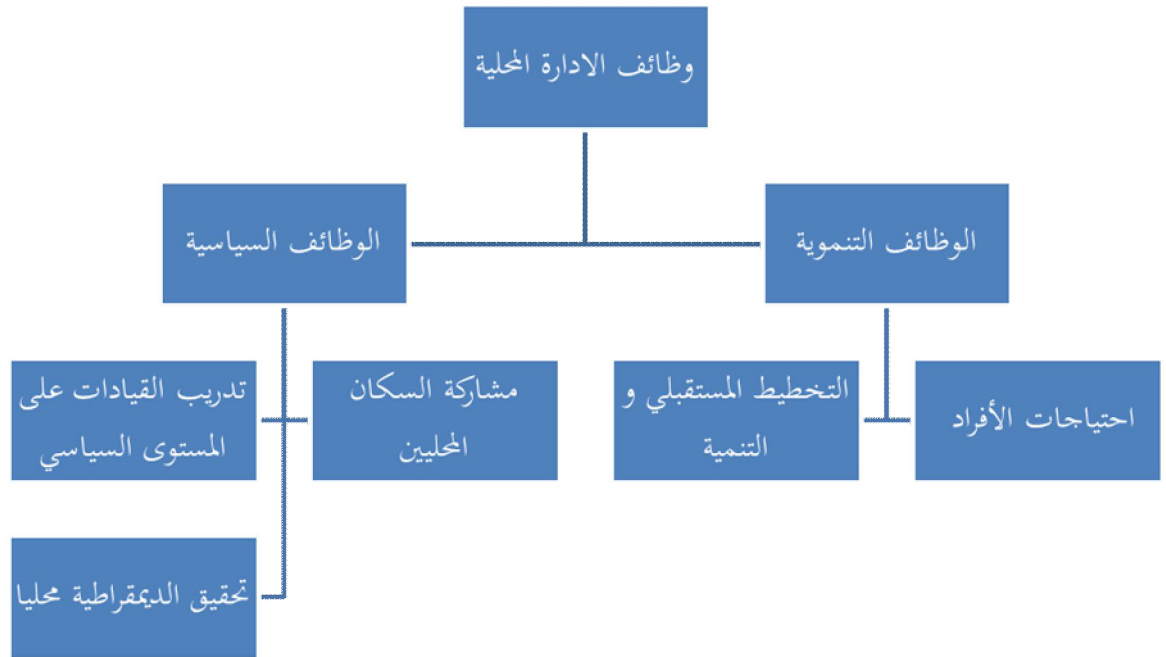 وظائف الادارة المحلية
الوظائف التنموية
الوظائف السياسية
احتياجات الأفراد
التخطيط المستقبلي و
التنمية
مشاركة السكان
المحليين
تدريب القيادات على
المستوى السياسي
تحقيق الديمقراطية محليا